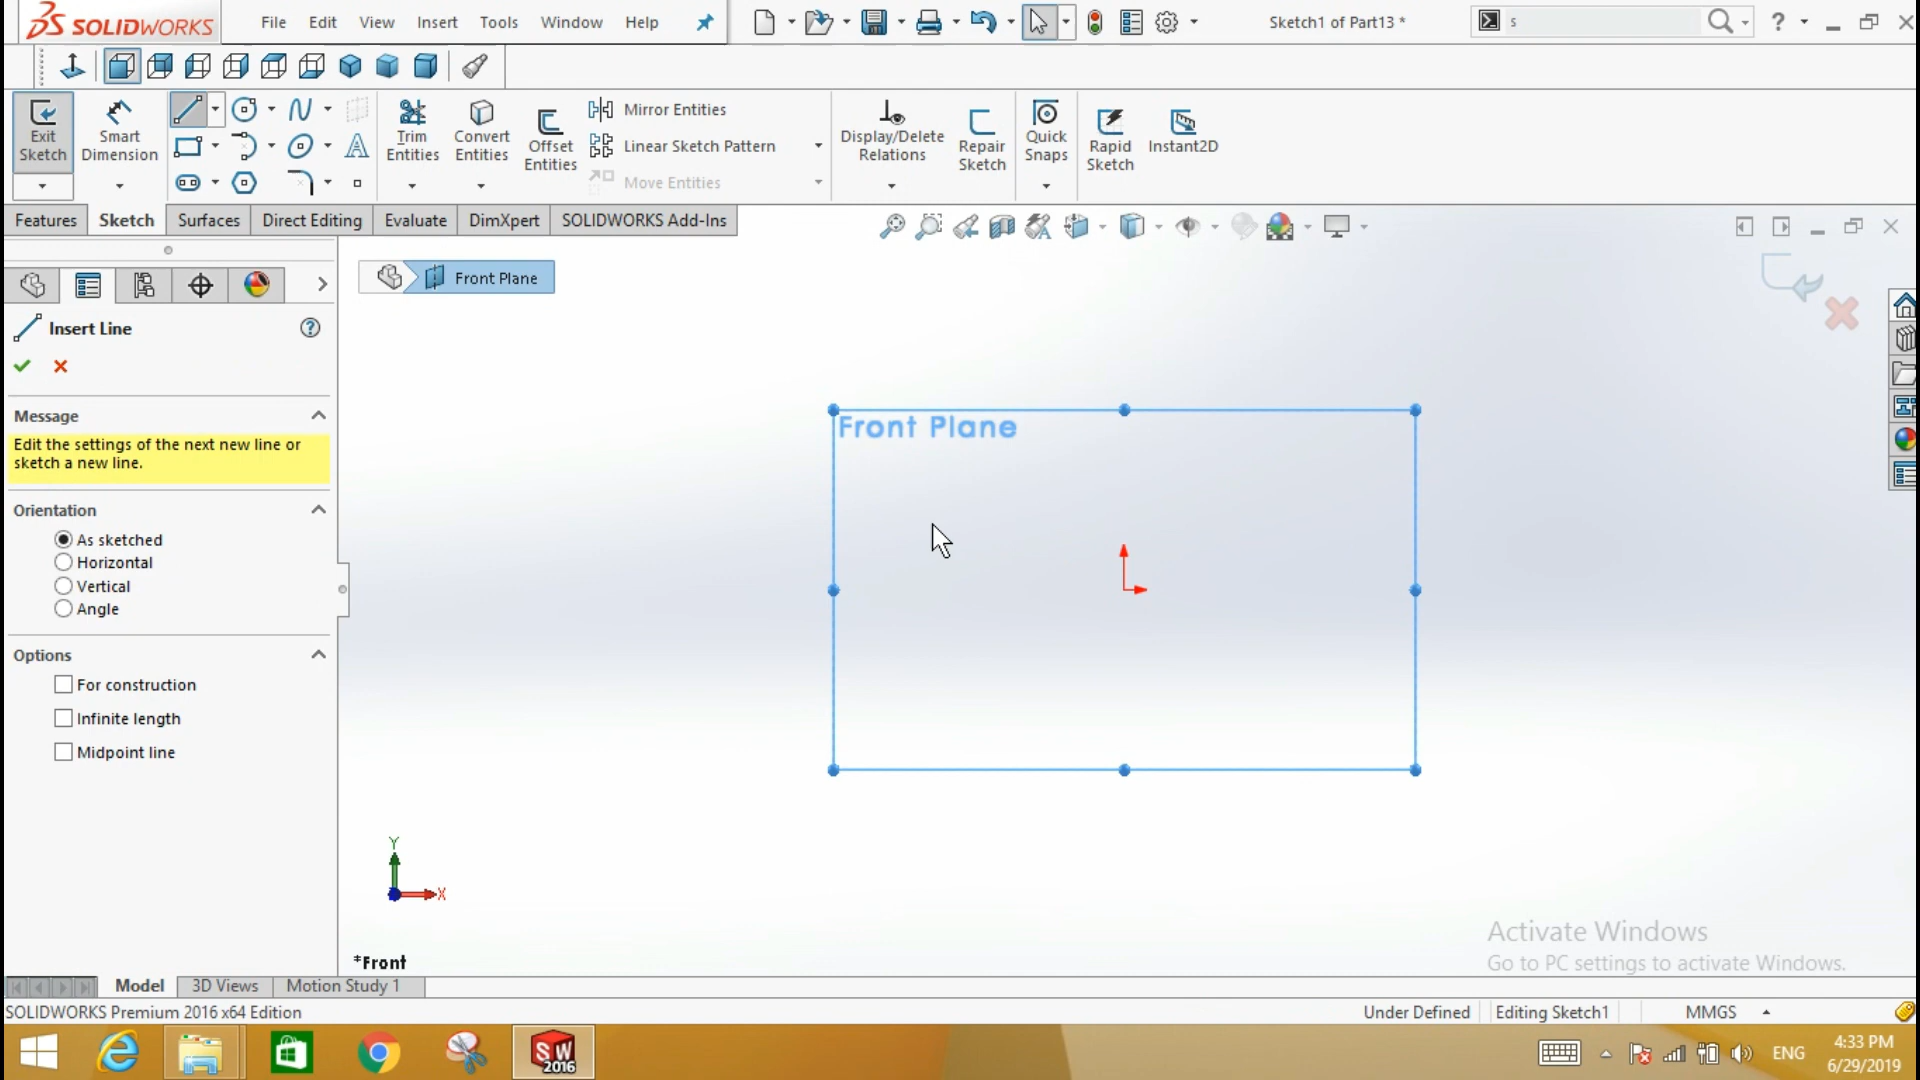 SOLIDWORKS
File Edit View Insert Tools Window Help
Sketch1 of Part13 *
s
?
Exit Sketch
Smart Dimension
Trim Entities
Convert Entities
Offset Entities
Mirror Entities
Linear Sketch Pattern
Move Entities
Display/Delete Relations
Repair Sketch
Quick Snaps
Rapid Sketch
Instant2D
Features Sketch Surfaces Direct Editing Evaluate DimXpert SOLIDWORKS Add-Ins
Front Plane
Insert Line
?
Message
Edit the settings of the next new line or
sketch a new line.
Orientation
As sketched
Horizontal
Vertical
Angle
Options
For construction
Infinite length
Midpoint line
Front Plane
Y
X
*Front
Activate Windows
Go to PC settings to activate Windows.
Model 3D Views Motion Study 1
SOLIDWORKS Premium 2016 x64 Edition
Under Defined Editing Sketch1 MMGS
SW
2016
ENG
4:33 PM
6/29/2019